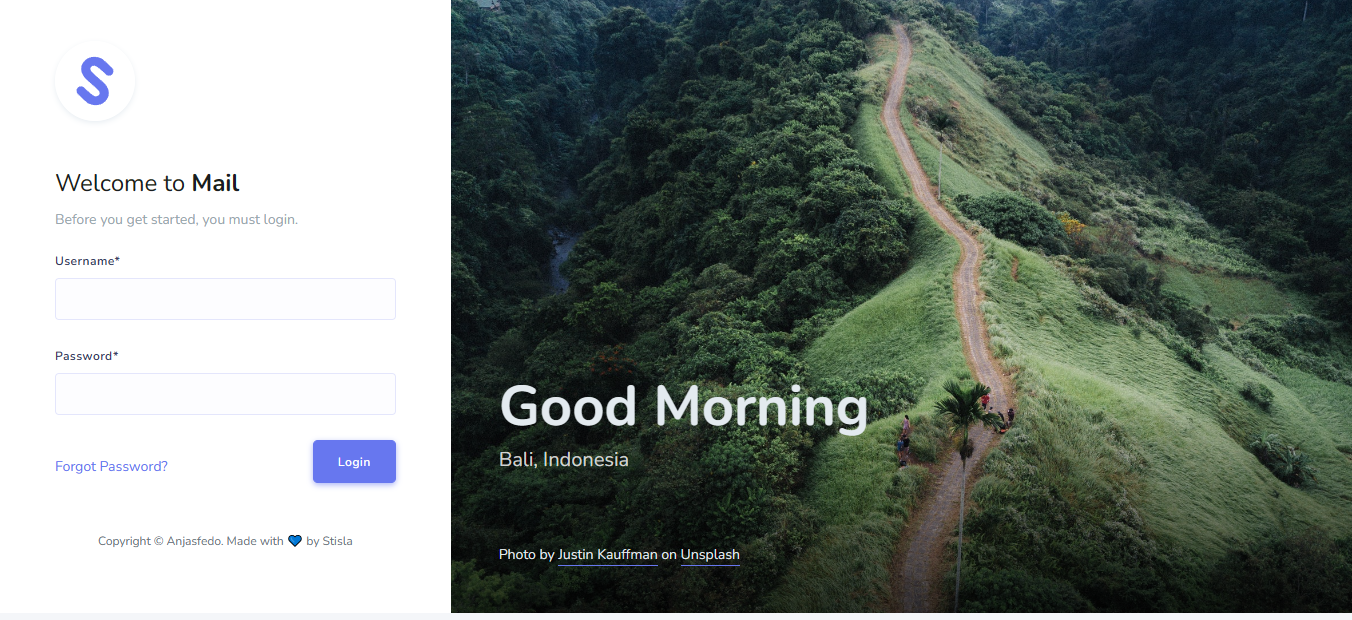 Welcome to Mail
Before you get started, you must login.
Username*
Password*
Forgot Password?
Login
Copyright © Anjasfedo. Made with 💙 by Stisla
Good Morning
Bali, Indonesia
Photo by Justin Kauffman on Unsplash